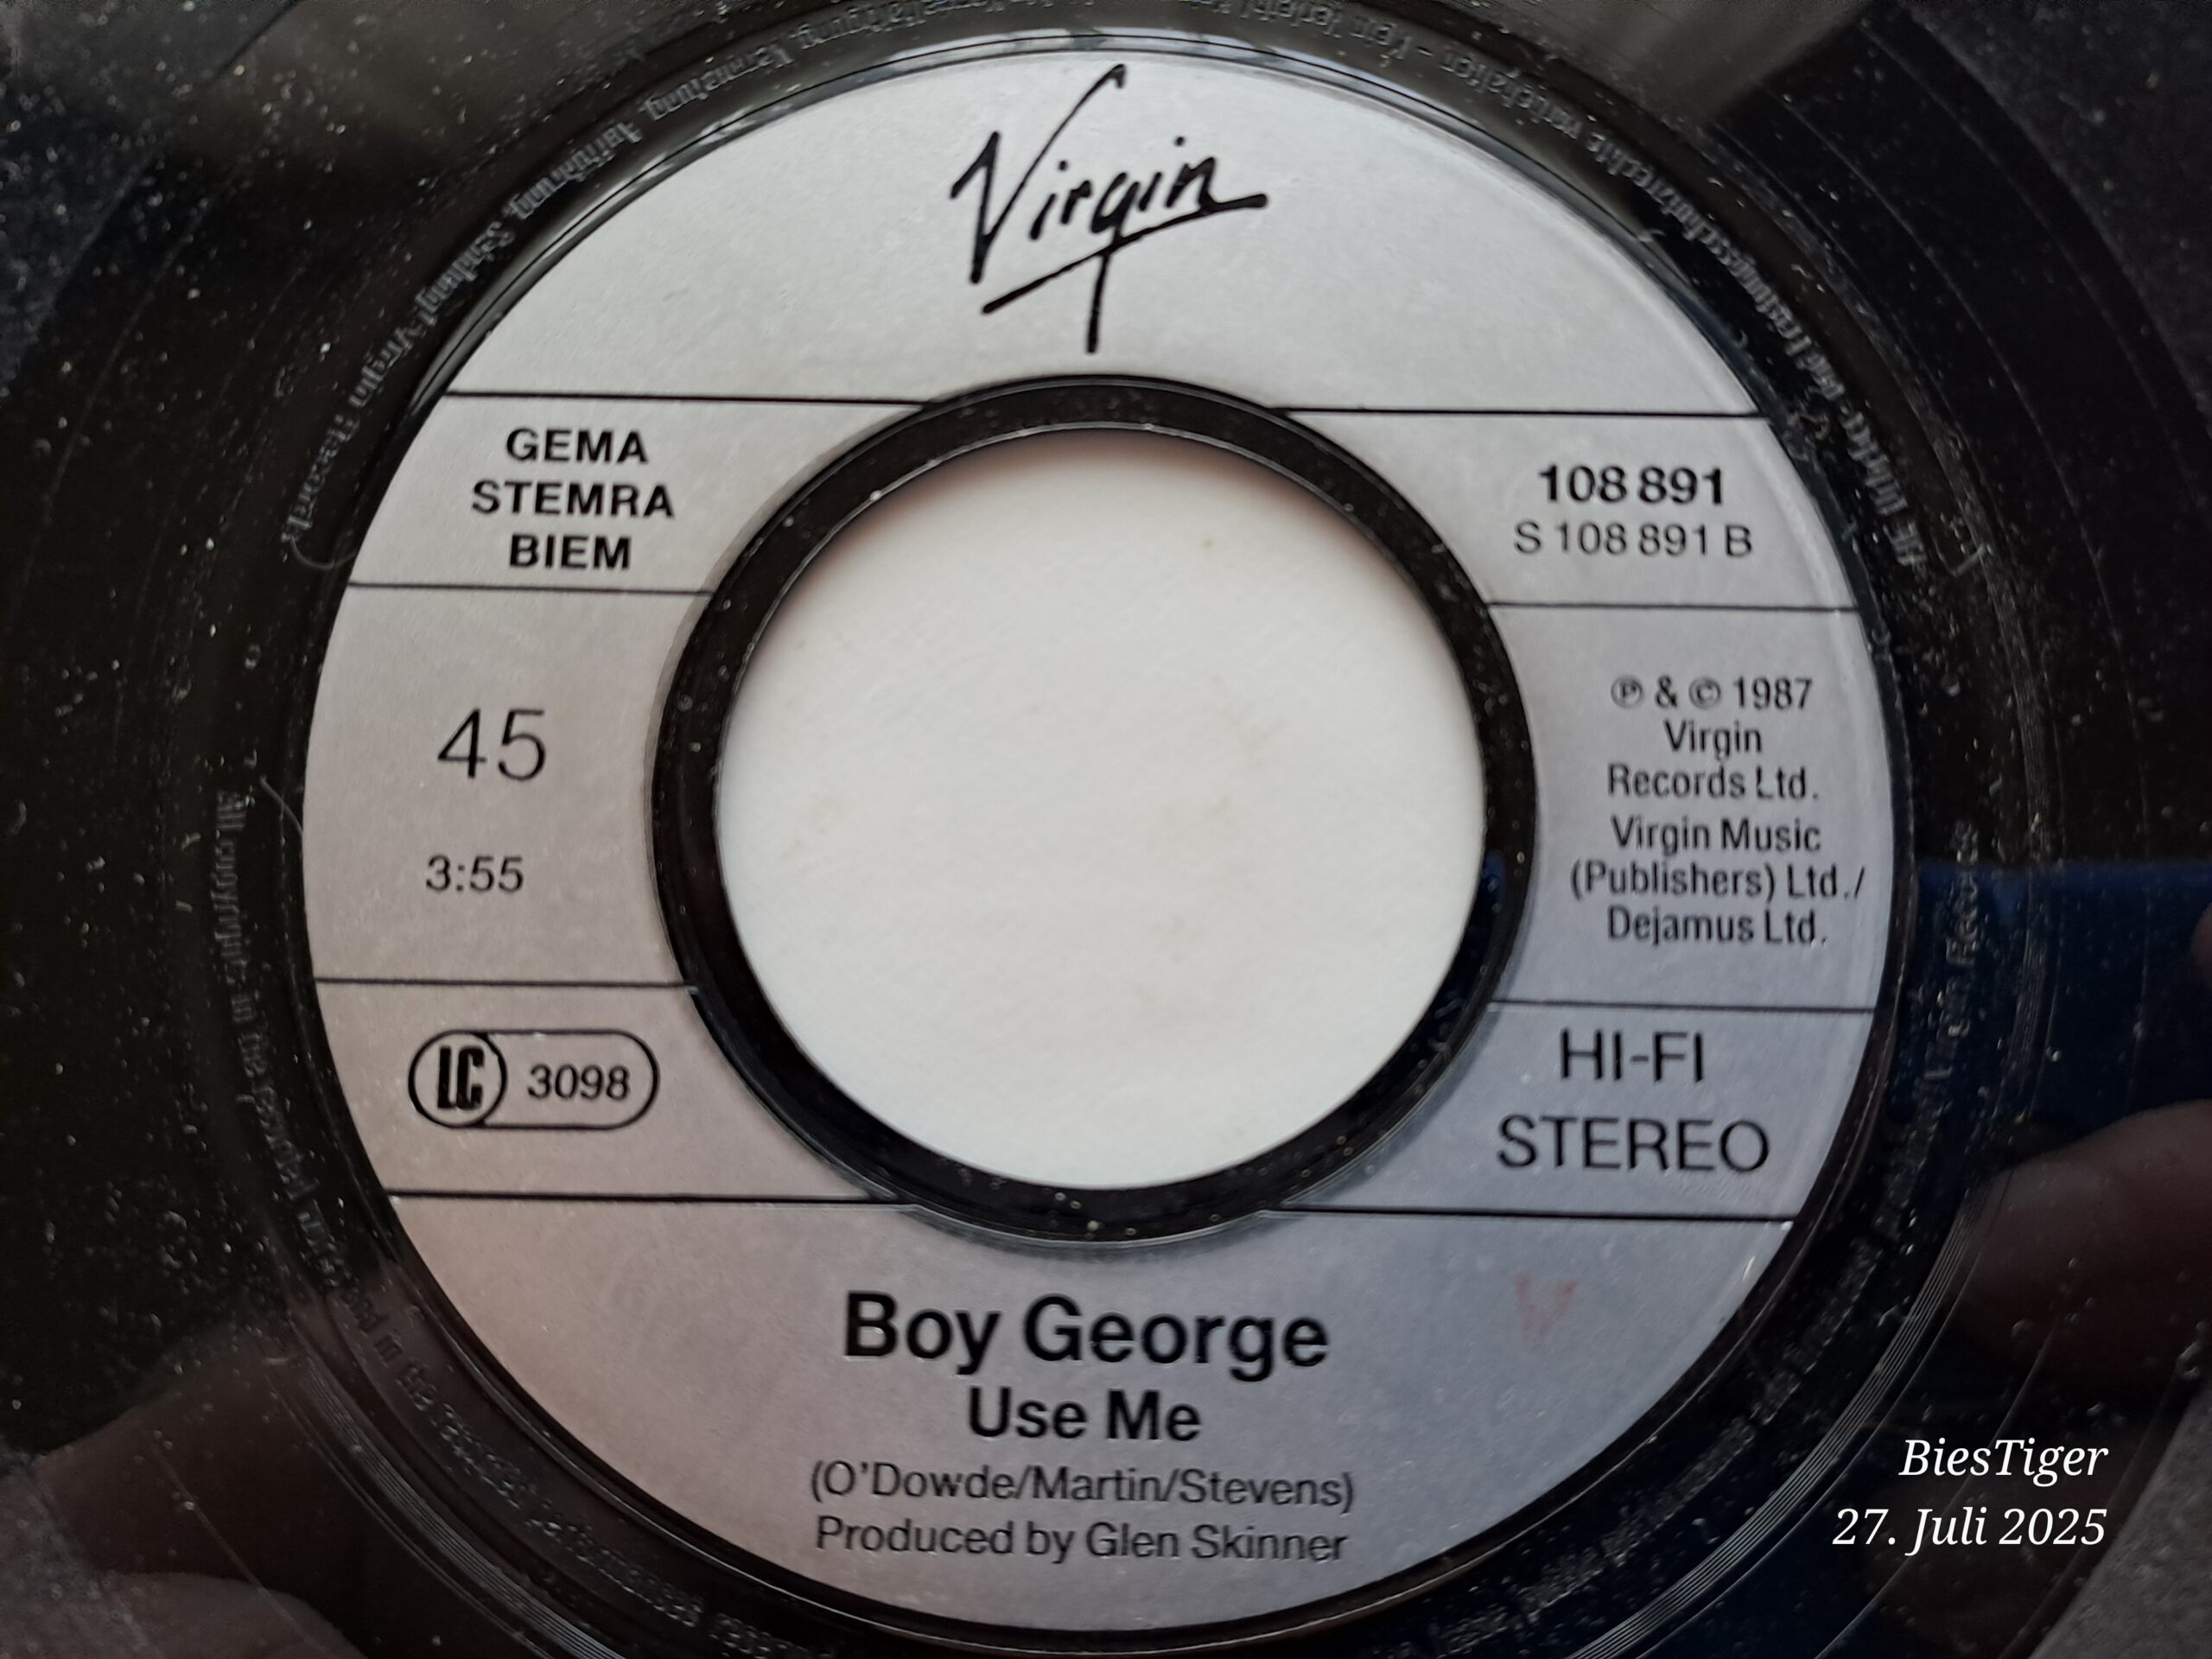 Virgin
GEMA
STEMRA
BIEM
108 891
S 108 891 B
45
3:55
℗ & © 1987
Virgin
Records Ltd.
Virgin Music
(Publishers) Ltd./
Dejamus Ltd.
LC 3098
HI-FI
STEREO
Boy George
Use Me
(O'Dowde/Martin/Stevens)
Produced by Glen Skinner
BiesTiger
27. Juli 2025